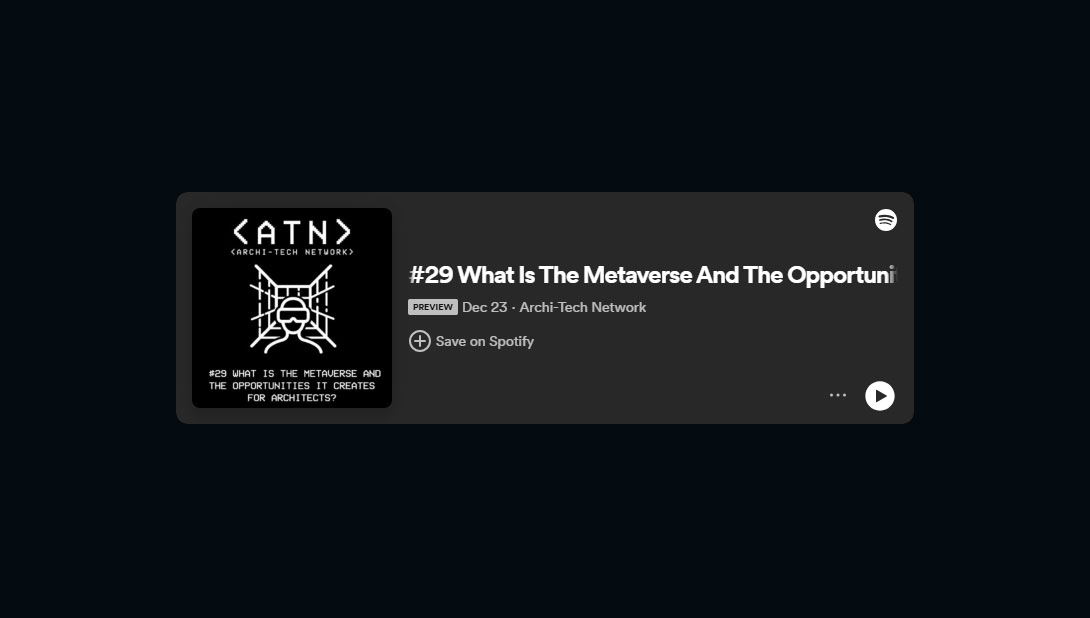 <ATN>
<ARCHI-TECH NETWORK>
#29 WHAT IS THE METAVERSE AND
THE OPPORTUNITIES IT CREATES
FOR ARCHITECTS?
#29 What Is The Metaverse And The Opportuni
PREVIEW Dec 23 · Archi-Tech Network
Save on Spotify